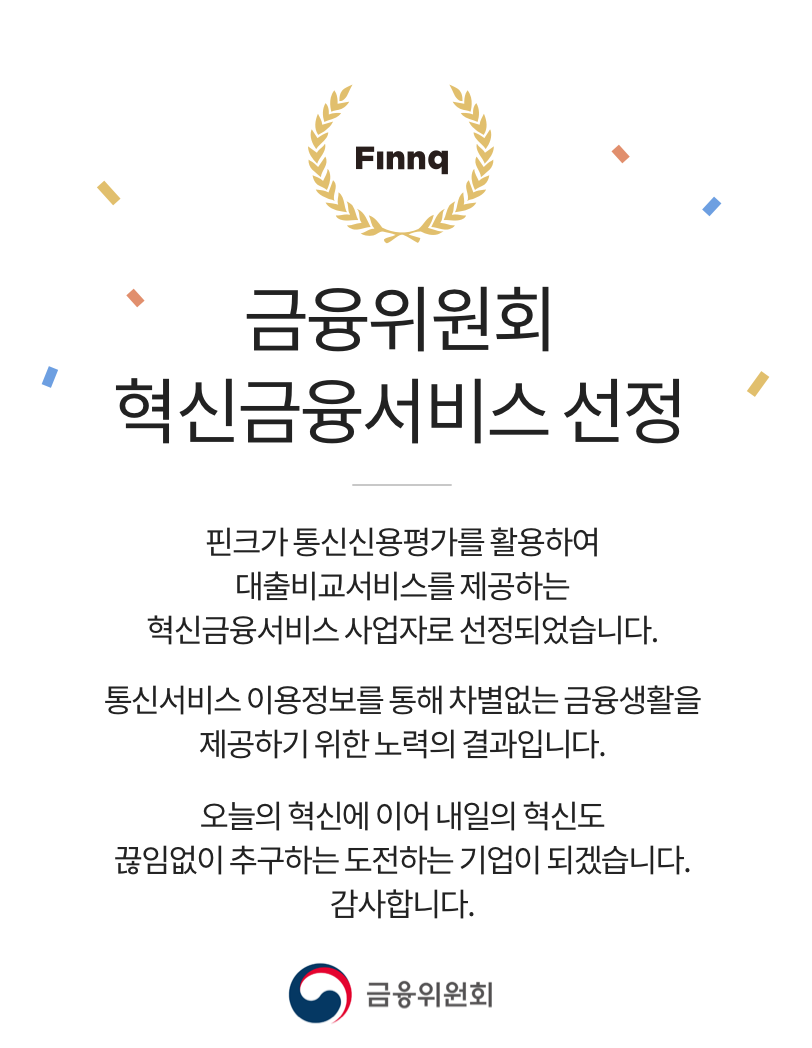 Finnq
금융위원회
혁신금융서비스 선정
핀크가 통신신용평가를 활용하여
대출비교서비스를 제공하는
혁신금융서비스 사업자로 선정되었습니다.
통신서비스 이용정보를 통해 차별없는 금융생활을
제공하기 위한 노력의 결과입니다.
오늘의 혁신에 이어 내일의 혁신도
끊임없이 추구하는 도전하는 기업이 되겠습니다.
감사합니다.
금융위원회